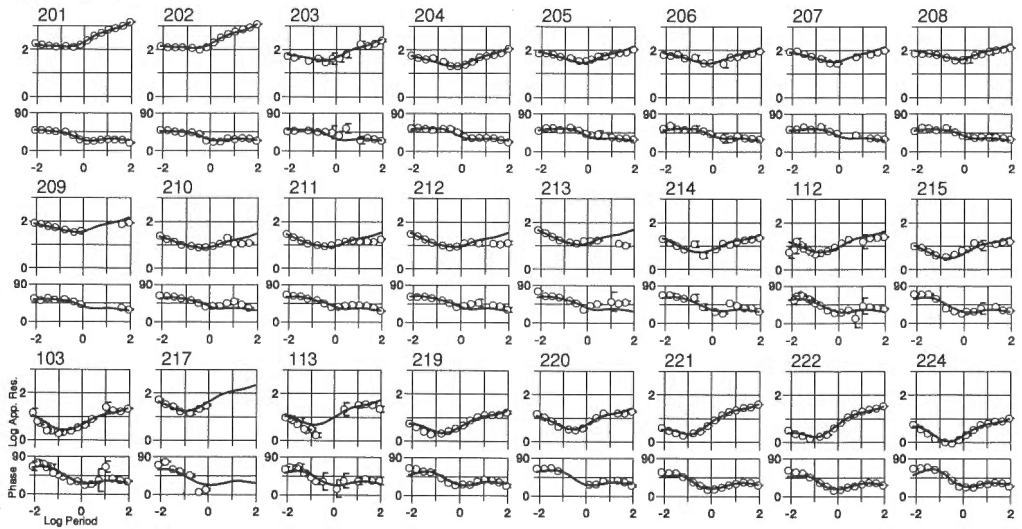 201 202 203 204 205 206 207 208
2 2 2 2 2 2 2 2
0 0 0 0 0 0 0 0
90 90 90 90 90 90 90 90
0 0 0 0 0 0 0 0
-2 0 2 -2 0 2 -2 0 2 -2 0 2 -2 0 2 -2 0 2 -2 0 2 -2 0 2
209 210 211 212 213 214 112 215
2 2 2 2 2 2 2 2
0 0 0 0 0 0 0 0
90 90 90 90 90 90 90 90
0 0 0 0 0 0 0 0
-2 0 2 -2 0 2 -2 0 2 -2 0 2 -2 0 2 -2 0 2 -2 0 2 -2 0 2
103 217 113 219 220 221 222 224
Log App. Res.
2 2 2 2 2 2 2 2
0 0 0 0 0 0 0 0
Phase
90 90 90 90 90 90 90 90
0 0 0 0 0 0 0 0
-2 0 2 -2 0 2 -2 0 2 -2 0 2 -2 0 2 -2 0 2 -2 0 2 -2 0 2
Log Period